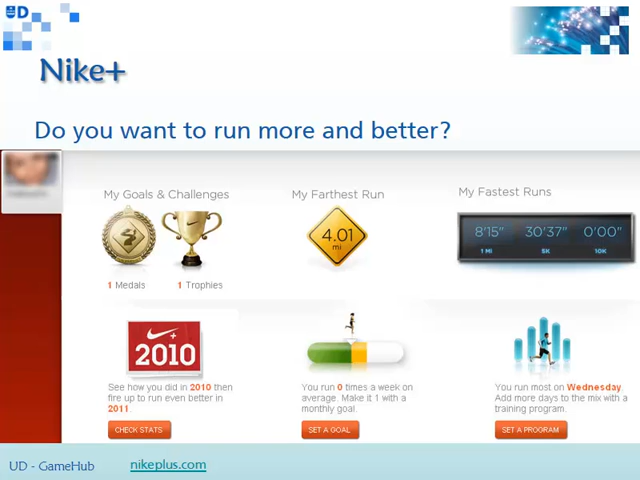 UD
Nike+
Do you want to run more and better?
My Goals & Challenges
My Farthest Run
My Fastest Runs
4.01
mi
8'15" 30'37" 0'00"
1 MI 5K 10K
1 Medals 1 Trophies
2010
See how you did in 2010 then
fire up to run even better in
2011.
CHECK STATS
You run 0 times a week on
average. Make it 1 with a
monthly goal.
SET A GOAL
You run most on Wednesday.
Add more days to the mix with a
training program.
SET A PROGRAM
UD - GameHub
nikeplus.com